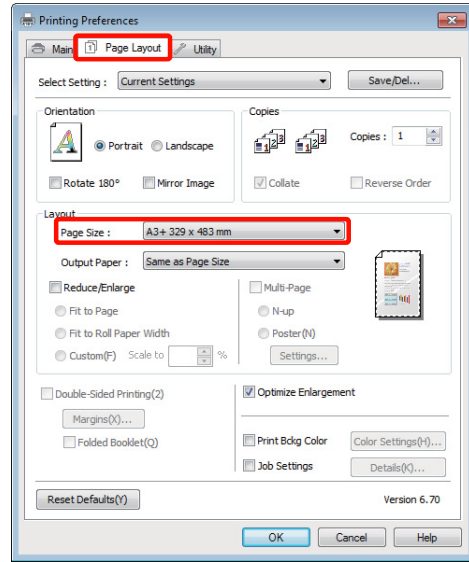 Printing Preferences
Main Page Layout Utility
Select Setting : Current Settings Save/Del...
Orientation Copies
Portrait Landscape Copies : 1
Rotate 180° Mirror Image Collate Reverse Order
Layout
Page Size : A3+ 329 x 483 mm
Output Paper : Same as Page Size
Reduce/Enlarge Multi-Page
Fit to Page N-up
Fit to Roll Paper Width Poster(N)
Custom(F) Scale to % Settings...
Double-Sided Printing(2) Optimize Enlargement
Margins(X)...
Folded Booklet(Q) Print Bckg Color Color Settings(H)...
Job Settings Details(K)...
Reset Defaults(Y) Version 6.70
OK Cancel Help